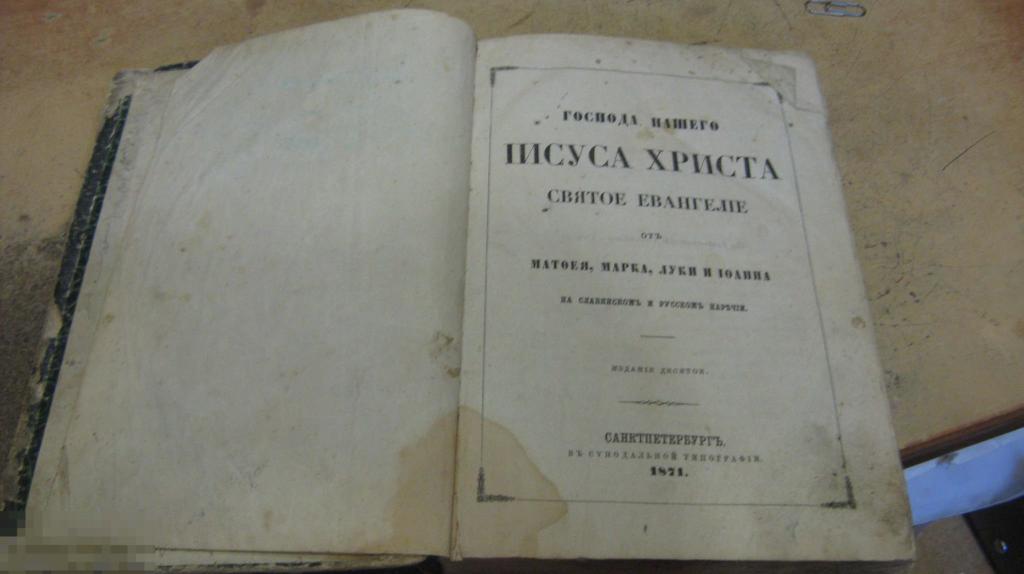 ГОСПОДА НАШЕГО
ІИСУСА ХРИСТА
СВЯТОЕ ЕВАНГЕЛІЕ
ОТЪ
МАТѲЕЯ, МАРКА, ЛУКИ И ІОАННА
НА СЛАВЯНСКОМЪ И РУССКОМЪ НАРѢЧІИ.
ИЗДАНІЕ ДЕСЯТОЕ.
САНКТПЕТЕРБУРГЪ,
ВЪ СѴНОДАЛЬНОЙ ТИПОГРАФІИ.
1871.